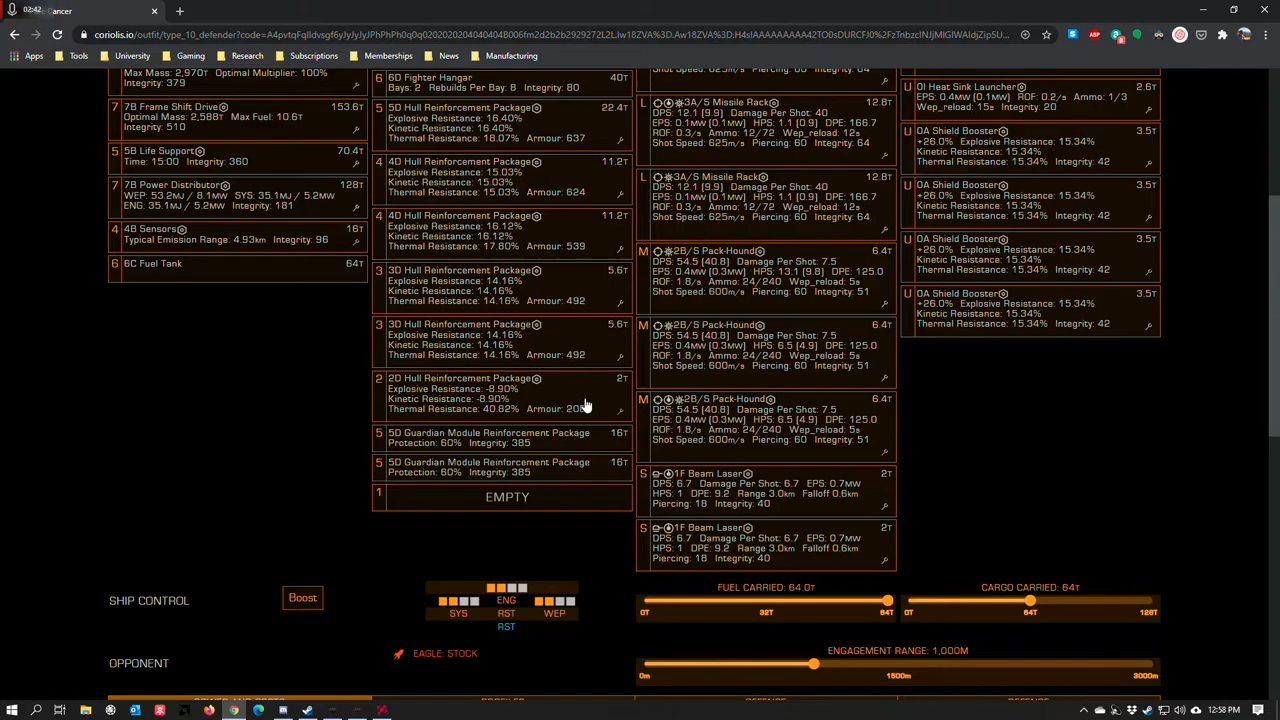 02:42
Cancer
coriolis.io/outfit/type_10_defender?code=
Apps
Tools
University
Gaming
Research
Subscriptions
Memberships
News
Manufacturing
Max Mass: 2,970T Optimal Multiplier: 100%
Integrity: 379
7 7B Frame Shift Drive 153.6T
Optimal Mass: 2,588T Max Fuel: 10.6T
Integrity: 510
5 5B Life Support 70.4T
Time: 15:00 Integrity: 360
7 7B Power Distributor 128T
WEP: 53.2MJ / 8.1MW SYS: 35.1MJ / 5.2MW
ENG: 35.1MJ / 5.2MW Integrity: 181
4 4B Sensors 16T
Typical Emission Range: 4.93km Integrity: 96
6 6C Fuel Tank 64T
6 6D Fighter Hangar 40T
Bays: 2 Rebuilds Per Bay: 8 Integrity: 80
5 5D Hull Reinforcement Package 22.4T
Explosive Resistance: 16.40%
Kinetic Resistance: 16.40%
Thermal Resistance: 18.07% Armour: 637
4 4D Hull Reinforcement Package 11.2T
Explosive Resistance: 15.03%
Kinetic Resistance: 15.03%
Thermal Resistance: 15.03% Armour: 624
4 4D Hull Reinforcement Package 11.2T
Explosive Resistance: 16.12%
Kinetic Resistance: 16.12%
Thermal Resistance: 17.80% Armour: 539
3 3D Hull Reinforcement Package 5.6T
Explosive Resistance: 14.16%
Kinetic Resistance: 14.16%
Thermal Resistance: 14.16% Armour: 492
3 3D Hull Reinforcement Package 5.6T
Explosive Resistance: 14.16%
Kinetic Resistance: 14.16%
Thermal Resistance: 14.16% Armour: 492
2 2D Hull Reinforcement Package 2T
Explosive Resistance: -8.90%
Kinetic Resistance: -8.90%
Thermal Resistance: 40.82% Armour:
5 5D Guardian Module Reinforcement Package 16T
Protection: 60% Integrity: 385
5 5D Guardian Module Reinforcement Package 16T
Protection: 60% Integrity: 385
1 EMPTY
Shot Speed: 625m/s Piercing: 60 Integrity: 64
L 3A/S Missile Rack 12.8T
DPS: 12.1 [9.9] Damage Per Shot: 40
EPS: 0.1MW [0.1MW] HPS: 1.1 [0.9] DPE: 166.7
ROF: 0.3/s Ammo: 12/72 Wep_reload: 12s
Shot Speed: 625m/s Piercing: 60 Integrity: 64
L 3A/S Missile Rack 12.8T
DPS: 12.1 [9.9] Damage Per Shot: 40
EPS: 0.1MW [0.1MW] HPS: 1.1 [0.9] DPE: 166.7
ROF: 0.3/s Ammo: 12/72 Wep_reload: 12s
Shot Speed: 625m/s Piercing: 60 Integrity: 64
M 2B/S Pack-Hound 6.4T
DPS: 54.5 [40.8] Damage Per Shot: 7.5
EPS: 0.4MW [0.3MW] HPS: 13.1 [9.8] DPE: 125.0
ROF: 1.8/s Ammo: 24/240 Wep_reload: 5s
Shot Speed: 600m/s Piercing: 60 Integrity: 51
M 2B/S Pack-Hound 6.4T
DPS: 54.5 [40.8] Damage Per Shot: 7.5
EPS: 0.4MW [0.3MW] HPS: 6.5 [4.9] DPE: 125.0
ROF: 1.8/s Ammo: 24/240 Wep_reload: 5s
Shot Speed: 600m/s Piercing: 60 Integrity: 51
M 2B/S Pack-Hound 6.4T
DPS: 54.5 [40.8] Damage Per Shot: 7.5
EPS: 0.4MW [0.3MW] HPS: 6.5 [4.9] DPE: 125.0
ROF: 1.8/s Ammo: 24/240 Wep_reload: 5s
Shot Speed: 600m/s Piercing: 60 Integrity: 51
S 1F Beam Laser 2T
DPS: 6.7 Damage Per Shot: 6.7 EPS: 0.7MW
HPS: 1 DPE: 9.2 Range 3.0km Falloff 0.6km
Piercing: 18 Integrity: 40
S 1F Beam Laser 2T
DPS: 6.7 Damage Per Shot: 6.7 EPS: 0.7MW
HPS: 1 DPE: 9.2 Range 3.0km Falloff 0.6km
Piercing: 18 Integrity: 40
U 0I Heat Sink Launcher 2.6T
EPS: 0.4MW [0.1MW] ROF: 0.2/s Ammo: 1/3
Wep_reload: 15s Integrity: 20
U 0A Shield Booster 3.5T
+26.0% Explosive Resistance: 15.34%
Kinetic Resistance: 15.34%
Thermal Resistance: 15.34% Integrity: 42
U 0A Shield Booster 3.5T
+26.0% Explosive Resistance: 15.34%
Kinetic Resistance: 15.34%
Thermal Resistance: 15.34% Integrity: 42
U 0A Shield Booster 3.5T
+26.0% Explosive Resistance: 15.34%
Kinetic Resistance: 15.34%
Thermal Resistance: 15.34% Integrity: 42
U 0A Shield Booster 3.5T
+26.0% Explosive Resistance: 15.34%
Kinetic Resistance: 15.34%
Thermal Resistance: 15.34% Integrity: 42
SHIP CONTROL
Boost
SYS ENG WEP
RST
RST
FUEL CARRIED: 64.0T
0T 32T 64T
CARGO CARRIED: 64T
0T 64T 128T
OPPONENT
EAGLE: STOCK
ENGAGEMENT RANGE: 1,000M
0m 1500m 3000m
12:58 PM